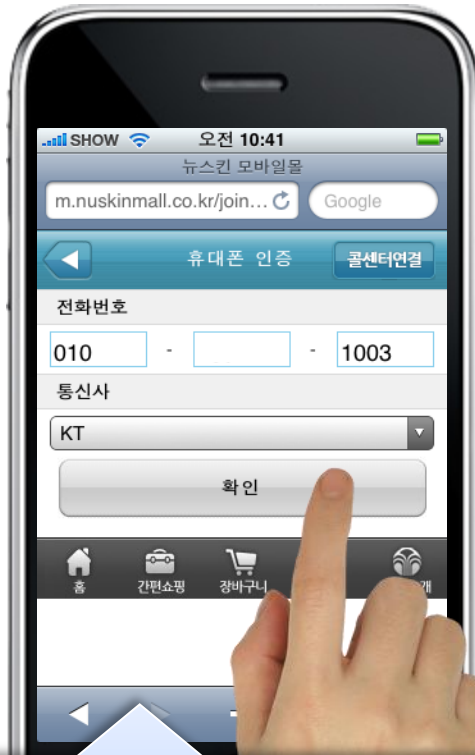 SHOW 오전 10:41
뉴스킨 모바일몰
m.nuskinmall.co.kr/join... Google
휴대폰 인증 콜센터연결
전화번호
010 - - 1003
통신사
KT
확인
홈 간편쇼핑 장바구니